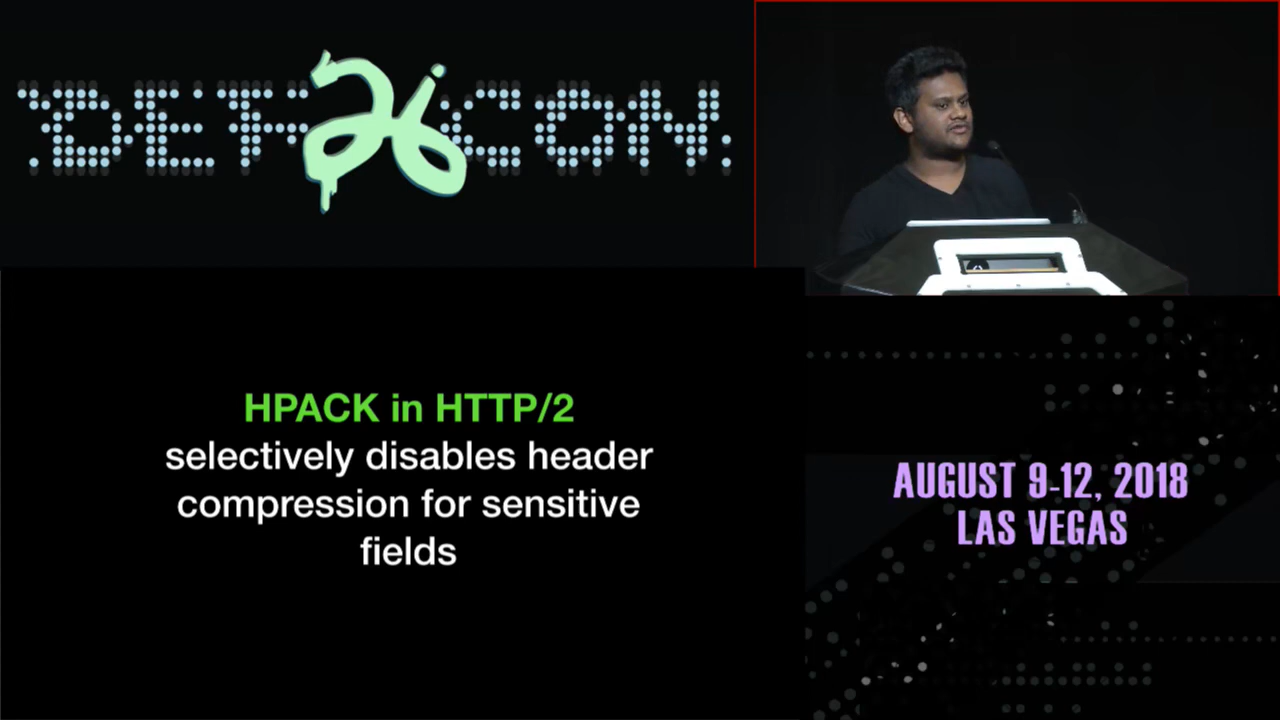 DEF 26 CON
HPACK in HTTP/2
selectively disables header
compression for sensitive
fields
AUGUST 9-12, 2018
LAS VEGAS